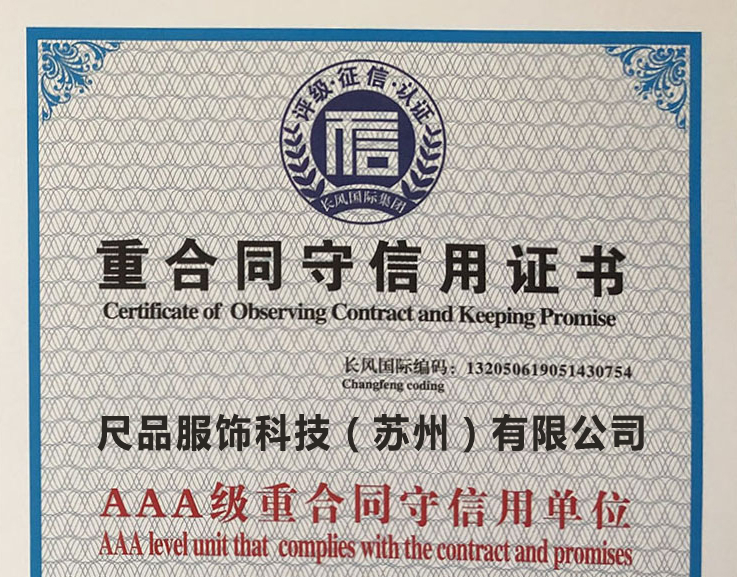 评级·征信·认证
信
长风国际集团
重合同守信用证书
Certificate of Observing Contract and Keeping Promise
长风国际编码：132050619051430754
Changfeng coding
尺品服饰科技（苏州）有限公司
AAA级重合同守信用单位
AAA level unit that complies with the contract and promises